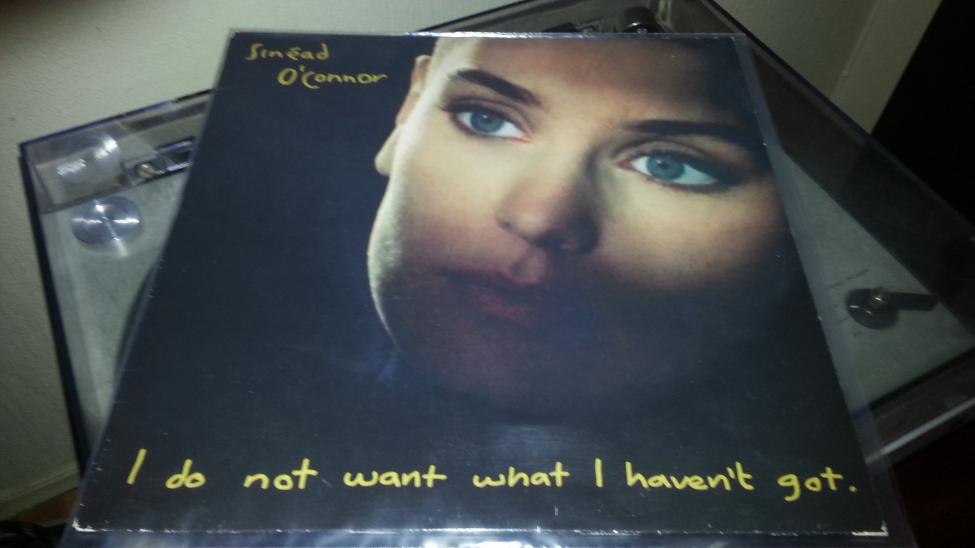 Sinéad
O'Connor
I do not want what I haven't got.